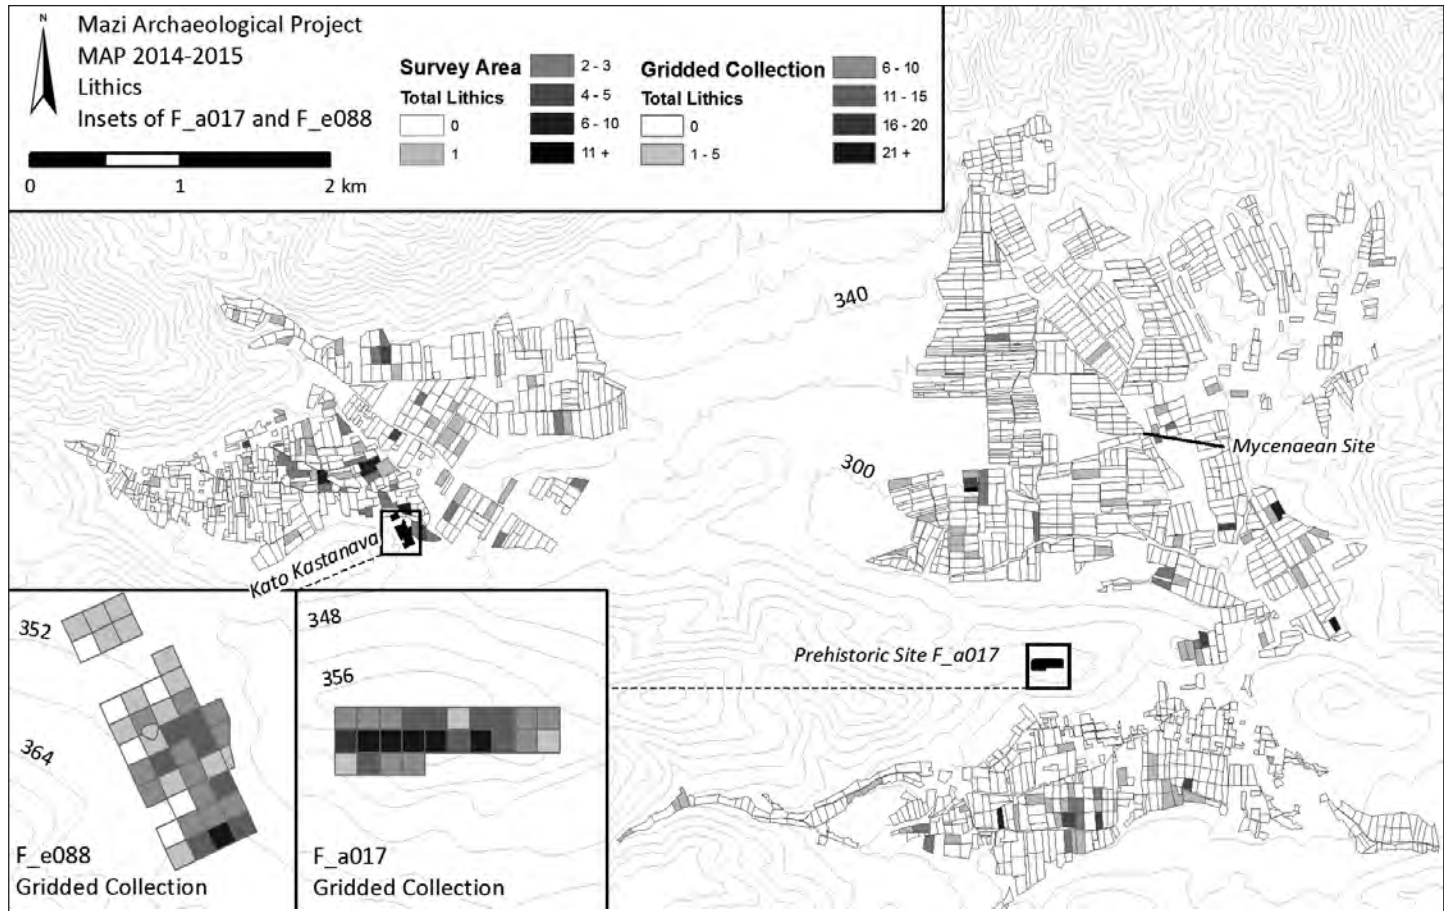 N
Mazi Archaeological Project
MAP 2014-2015
Lithics
Insets of F_a017 and F_e088
0 1 2 km
Survey Area
Total Lithics
0
1
2 - 3
4 - 5
6 - 10
11 +
Gridded Collection
Total Lithics
0
1 - 5
6 - 10
11 - 15
16 - 20
21 +
340
300
Mycenaean Site
Kato Kastanava
Prehistoric Site F_a017
352
364
F_e088
Gridded Collection
348
356
F_a017
Gridded Collection